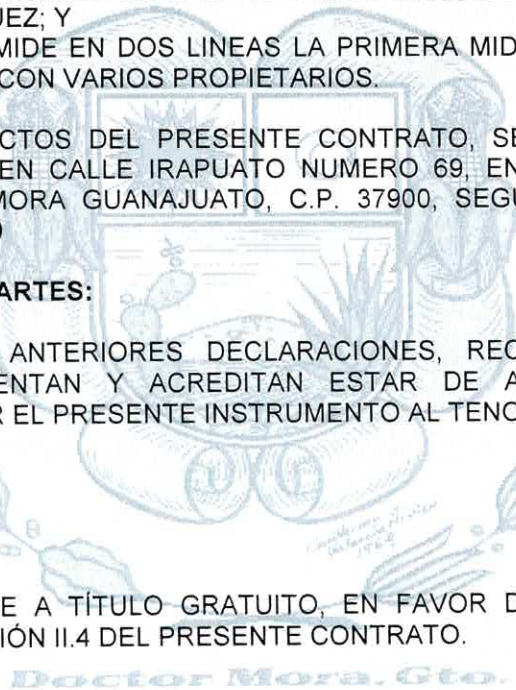 UEZ; Y
MIDE EN DOS LINEAS LA PRIMERA MID
CON VARIOS PROPIETARIOS.
CTOS DEL PRESENTE CONTRATO, SE
EN CALLE IRAPUATO NUMERO 69, EN
MORA GUANAJUATO, C.P. 37900, SEGU
ARTES:
ANTERIORES DECLARACIONES, REC
ENTAN Y ACREDITAN ESTAR DE A
R EL PRESENTE INSTRUMENTO AL TENO
E A TÍTULO GRATUITO, EN FAVOR D
IÓN II.4 DEL PRESENTE CONTRATO.
Doctor Mora, Gto.